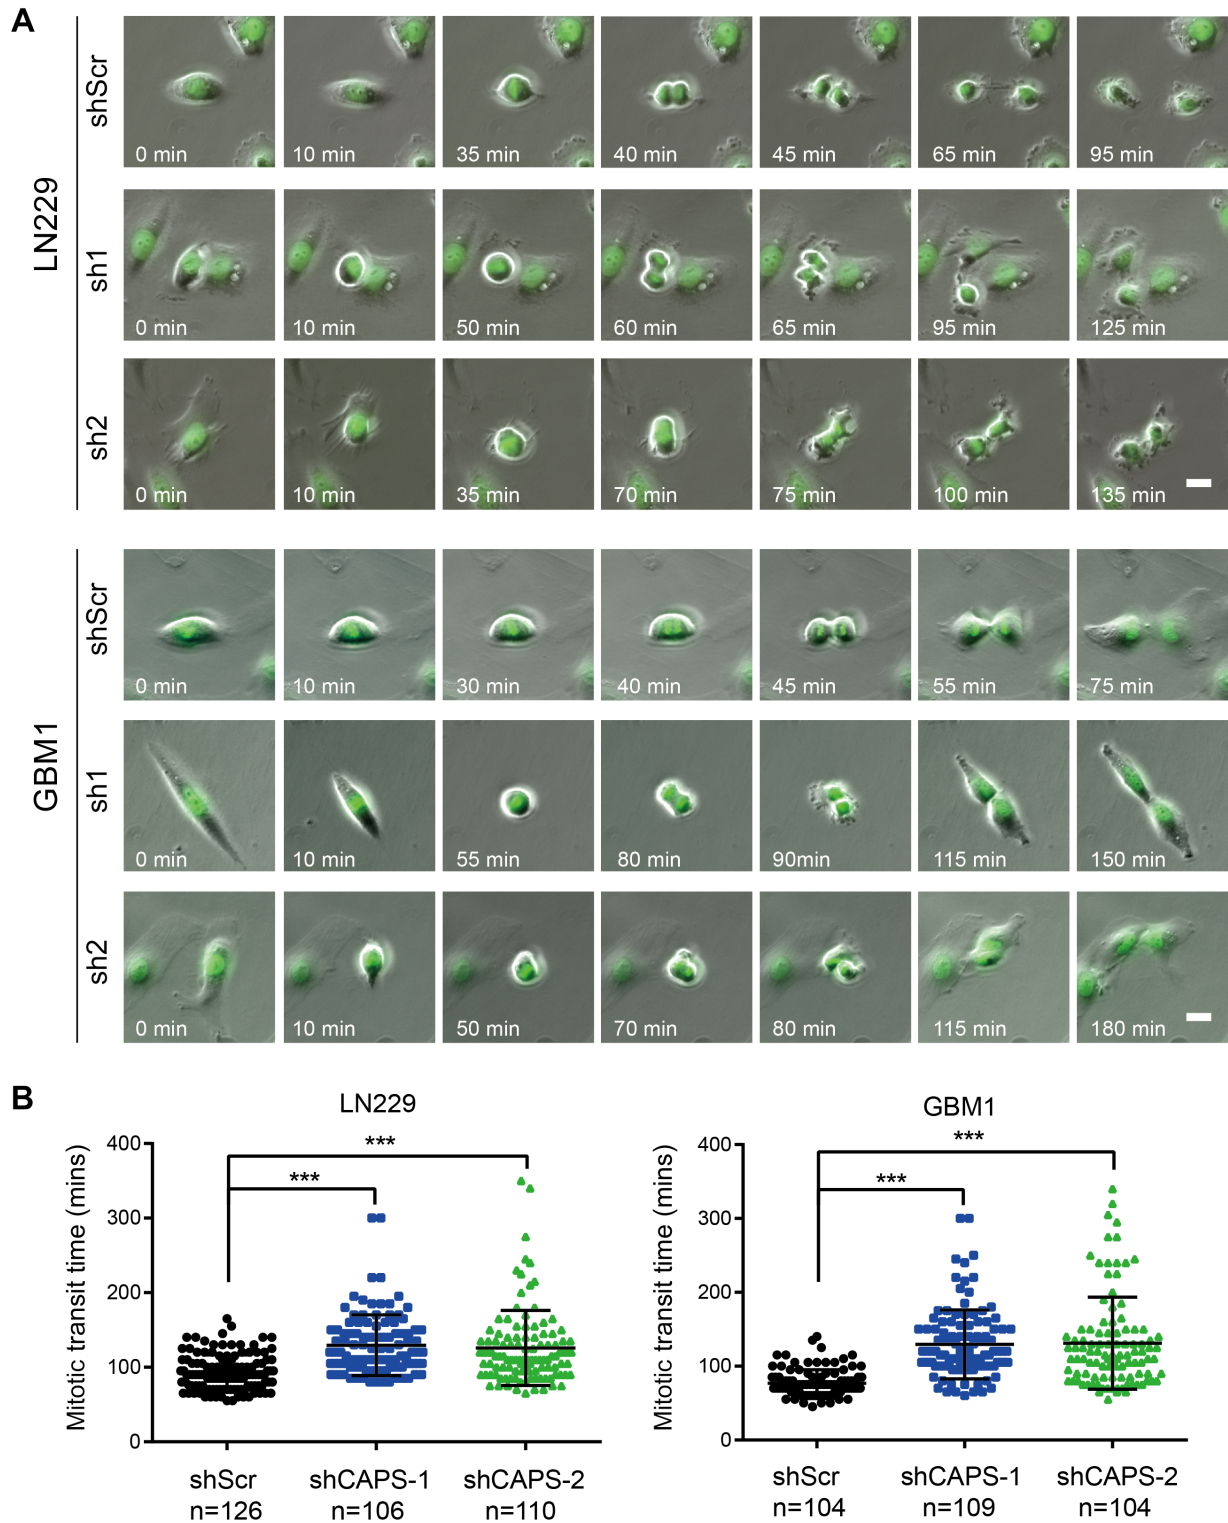 A
LN229
shScr
0 min
10 min
35 min
40 min
45 min
65 min
95 min
sh1
0 min
10 min
50 min
60 min
65 min
95 min
125 min
sh2
0 min
10 min
35 min
70 min
75 min
100 min
135 min
GBM1
shScr
0 min
10 min
30 min
40 min
45 min
55 min
75 min
sh1
0 min
10 min
55 min
80 min
90min
115 min
150 min
sh2
0 min
10 min
50 min
70 min
80 min
115 min
180 min
B
LN229
Mitotic transit time (mins)
400
300
200
100
0
***
***
shScr
n=126
shCAPS-1
n=106
shCAPS-2
n=110
GBM1
Mitotic transit time (mins)
400
300
200
100
0
***
***
shScr
n=104
shCAPS-1
n=109
shCAPS-2
n=104